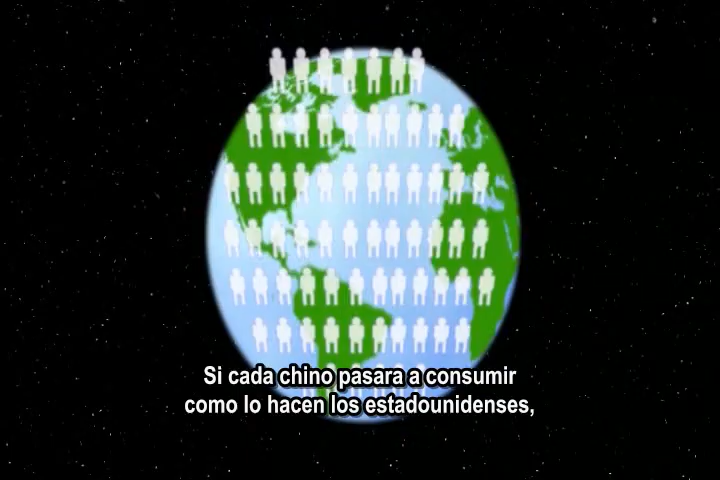 Si cada chino pasara a consumir
como lo hacen los estadounidenses,